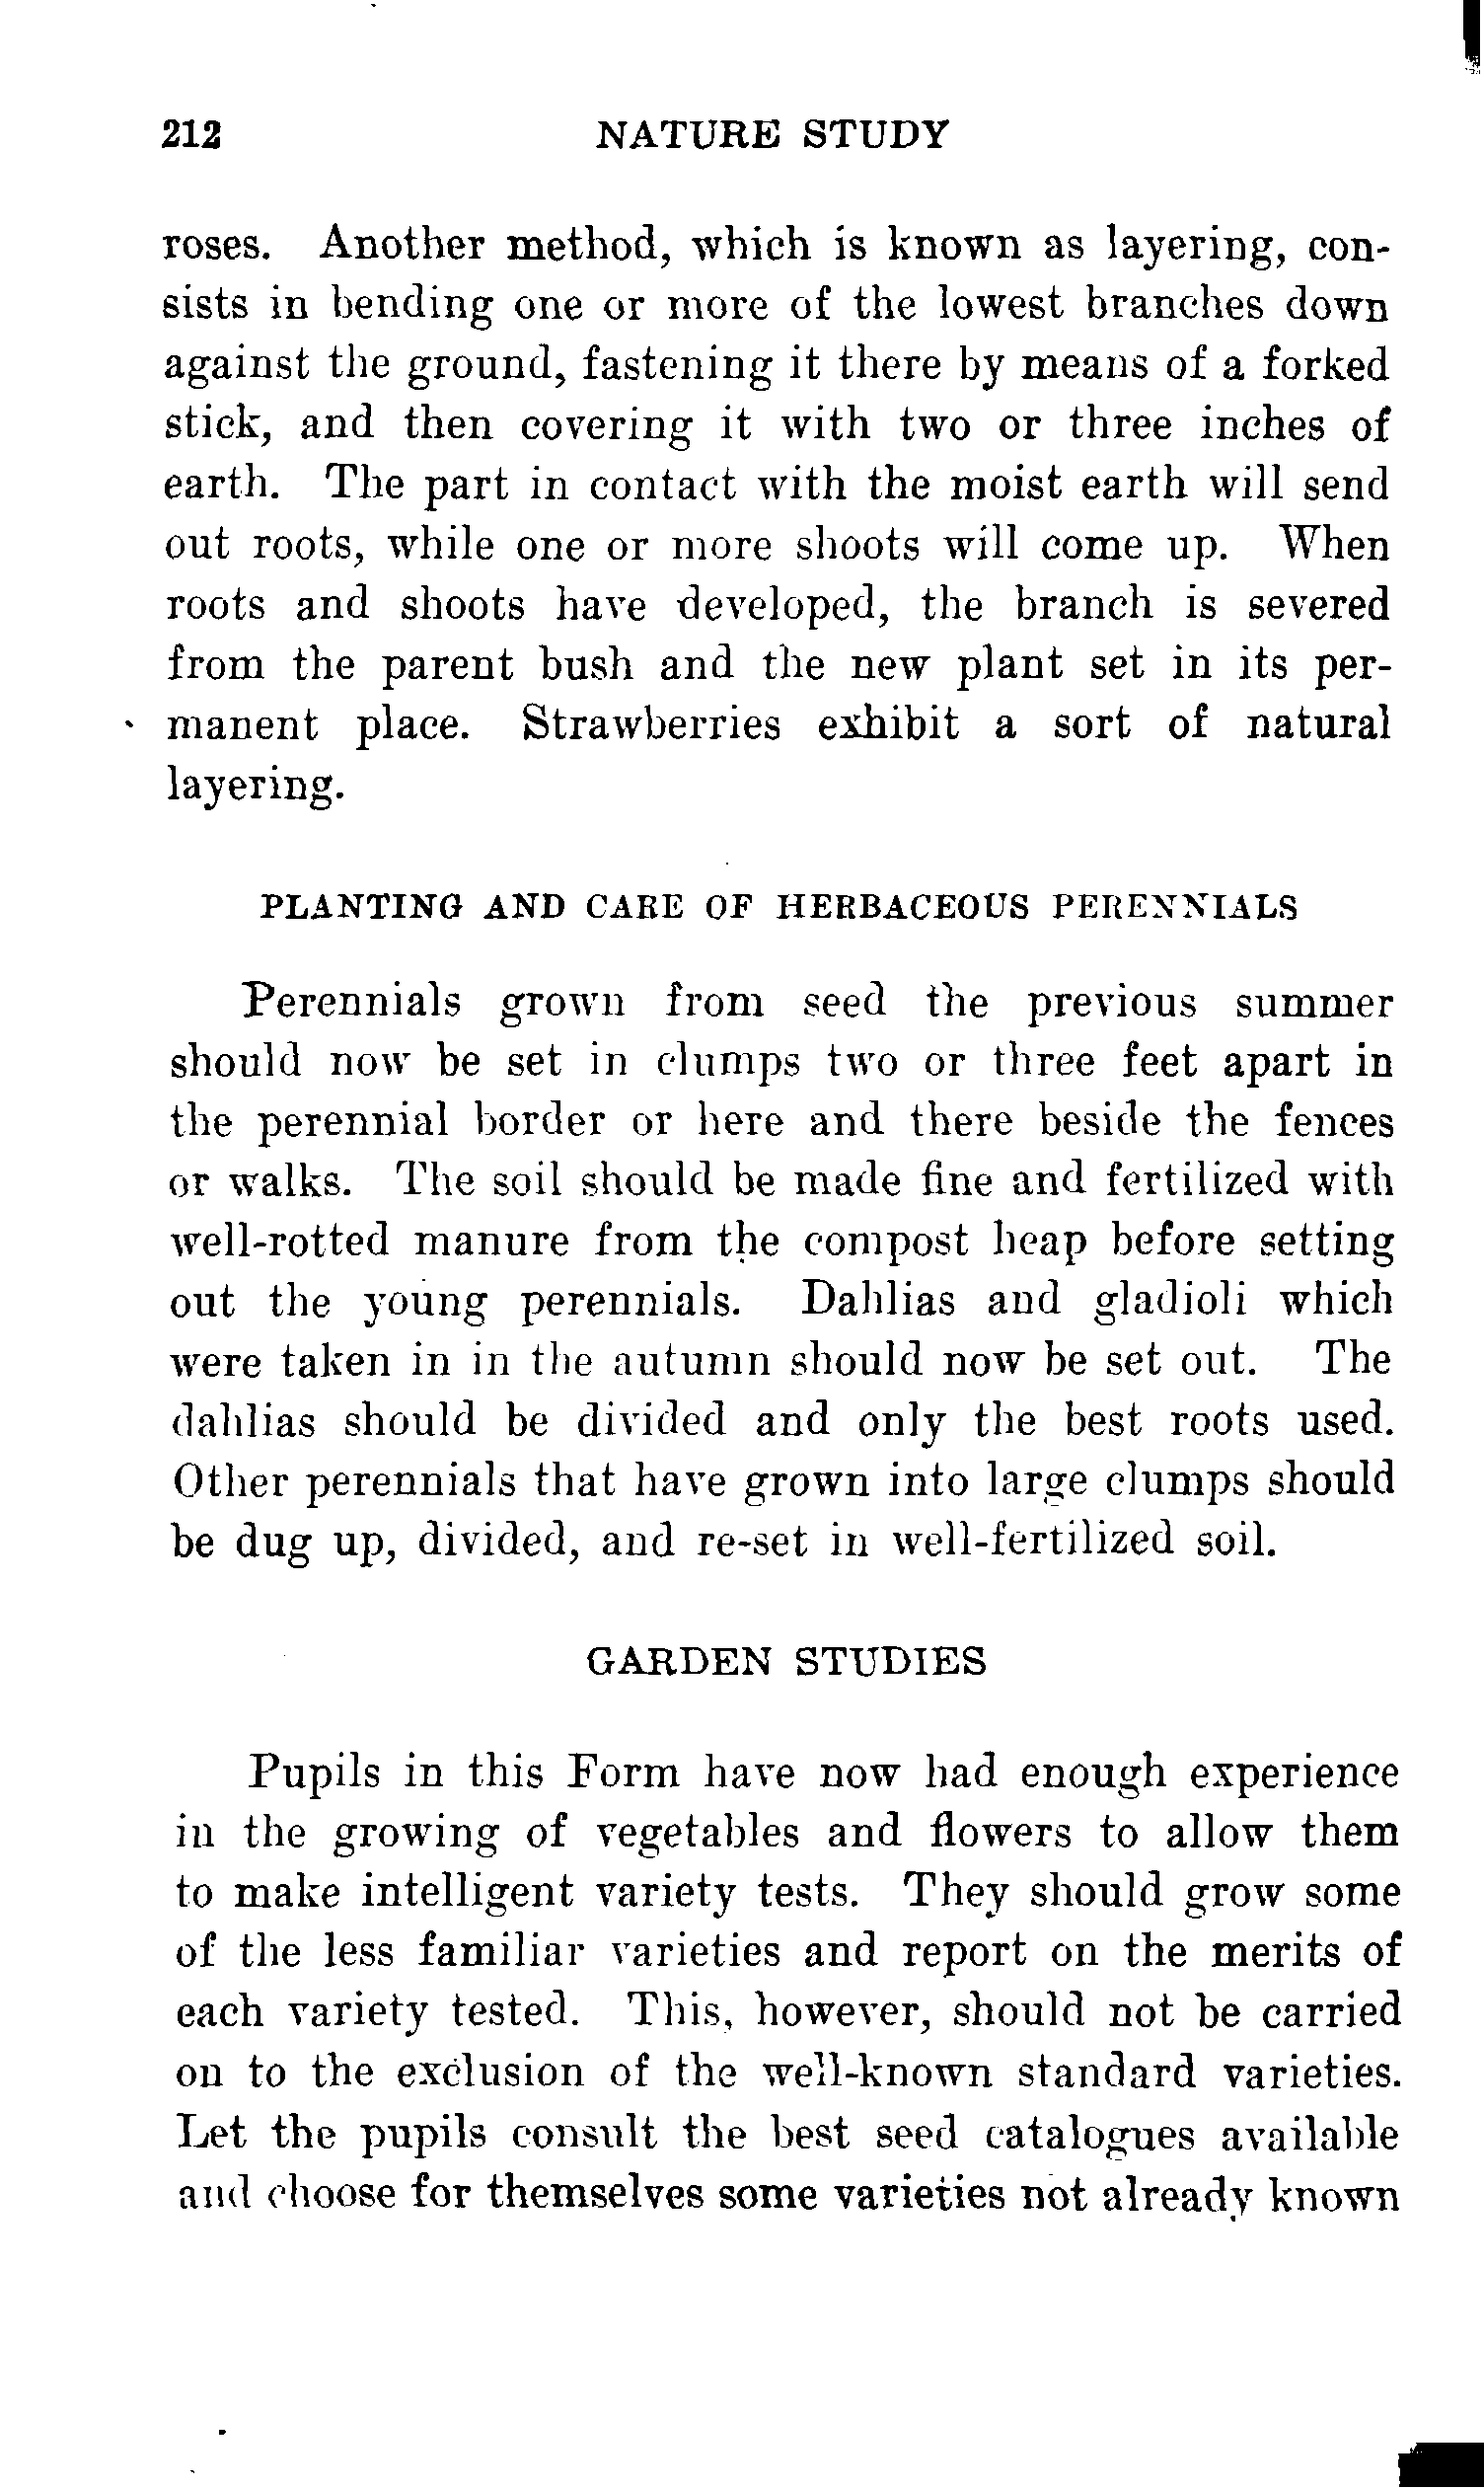 212 NATURE STUDY
roses. Another method, which is known as layering, con-
sists in bending one or more of the lowest branches down
against the ground, fastening it there by means of a forked
stick, and then covering it with two or three inches of
earth. The part in contact with the moist earth will send
out roots, while one or more shoots will come up. When
roots and shoots have developed, the branch is severed
from the parent bush and the new plant set in its per-
manent place. Strawberries exhibit a sort of natural
layering.
PLANTING AND CARE OF HERBACEOUS PERENNIALS
Perennials grown from seed the previous summer
should now be set in clumps two or three feet apart in
the perennial border or here and there beside the fences
or walks. The soil should be made fine and fertilized with
well-rotted manure from the compost heap before setting
out the young perennials. Dahlias and gladioli which
were taken in in the autumn should now be set out. The
dahlias should be divided and only the best roots used.
Other perennials that have grown into large clumps should
be dug up, divided, and re-set in well-fertilized soil.
GARDEN STUDIES
Pupils in this Form have now had enough experience
in the growing of vegetables and flowers to allow them
to make intelligent variety tests. They should grow some
of the less familiar varieties and report on the merits of
each variety tested. This, however, should not be carried
on to the exclusion of the well-known standard varieties.
Let the pupils consult the best seed catalogues available
and choose for themselves some varieties not already known